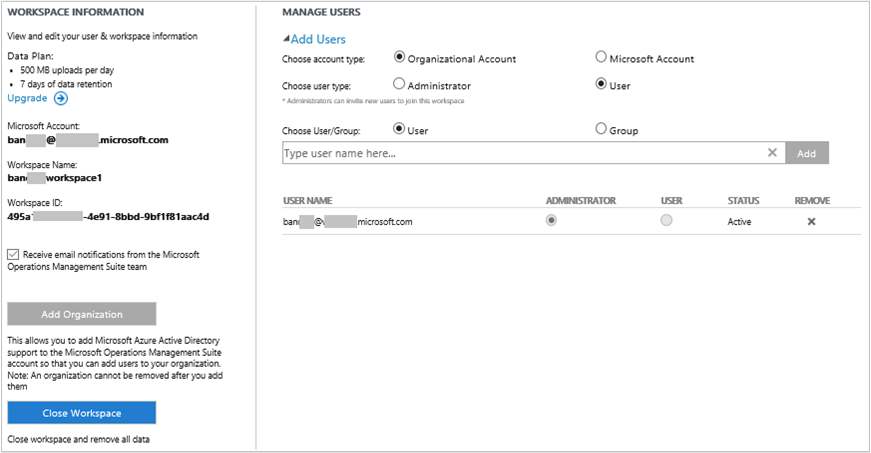 WORKSPACE INFORMATION
View and edit your user & workspace information
Data Plan:
• 500 MB uploads per day
• 7 days of data retention
Upgrade
Microsoft Account:
ban @ .microsoft.com
Workspace Name:
ban workspace1
Workspace ID:
495a -4e91-8bbd-9bf1f81aac4d
Receive email notifications from the Microsoft
Operations Management Suite team
Add Organization
This allows you to add Microsoft Azure Active Directory
support to the Microsoft Operations Management Suite
account so that you can add users to your organization.
Note: An organization cannot be removed after you add
them
Close Workspace
Close workspace and remove all data
MANAGE USERS
Add Users
Choose account type: Organizational Account Microsoft Account
Choose user type: Administrator User
* Administrators can invite new users to join this workspace
Choose User/Group: User Group
Type user name here... Add
USER NAME ADMINISTRATOR USER STATUS REMOVE
ban @ microsoft.com Active